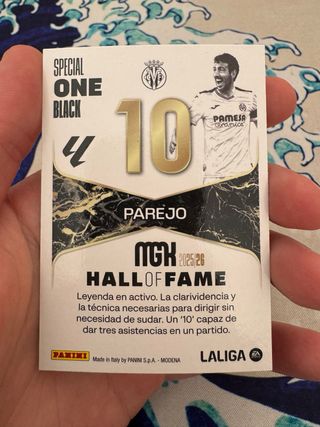 SPECIAL
ONE
BLACK
10
PAMESA
cerámica
PAREJO
MGK 2025/26
HALL OF FAME
Leyenda en activo. La clarividencia y
la técnica necesarias para dirigir sin
necesidad de sudar. Un '10' capaz de
dar tres asistencias en un partido.
PANINI
Made in Italy by PANINI S.p.A. - MODENA
LALIGA